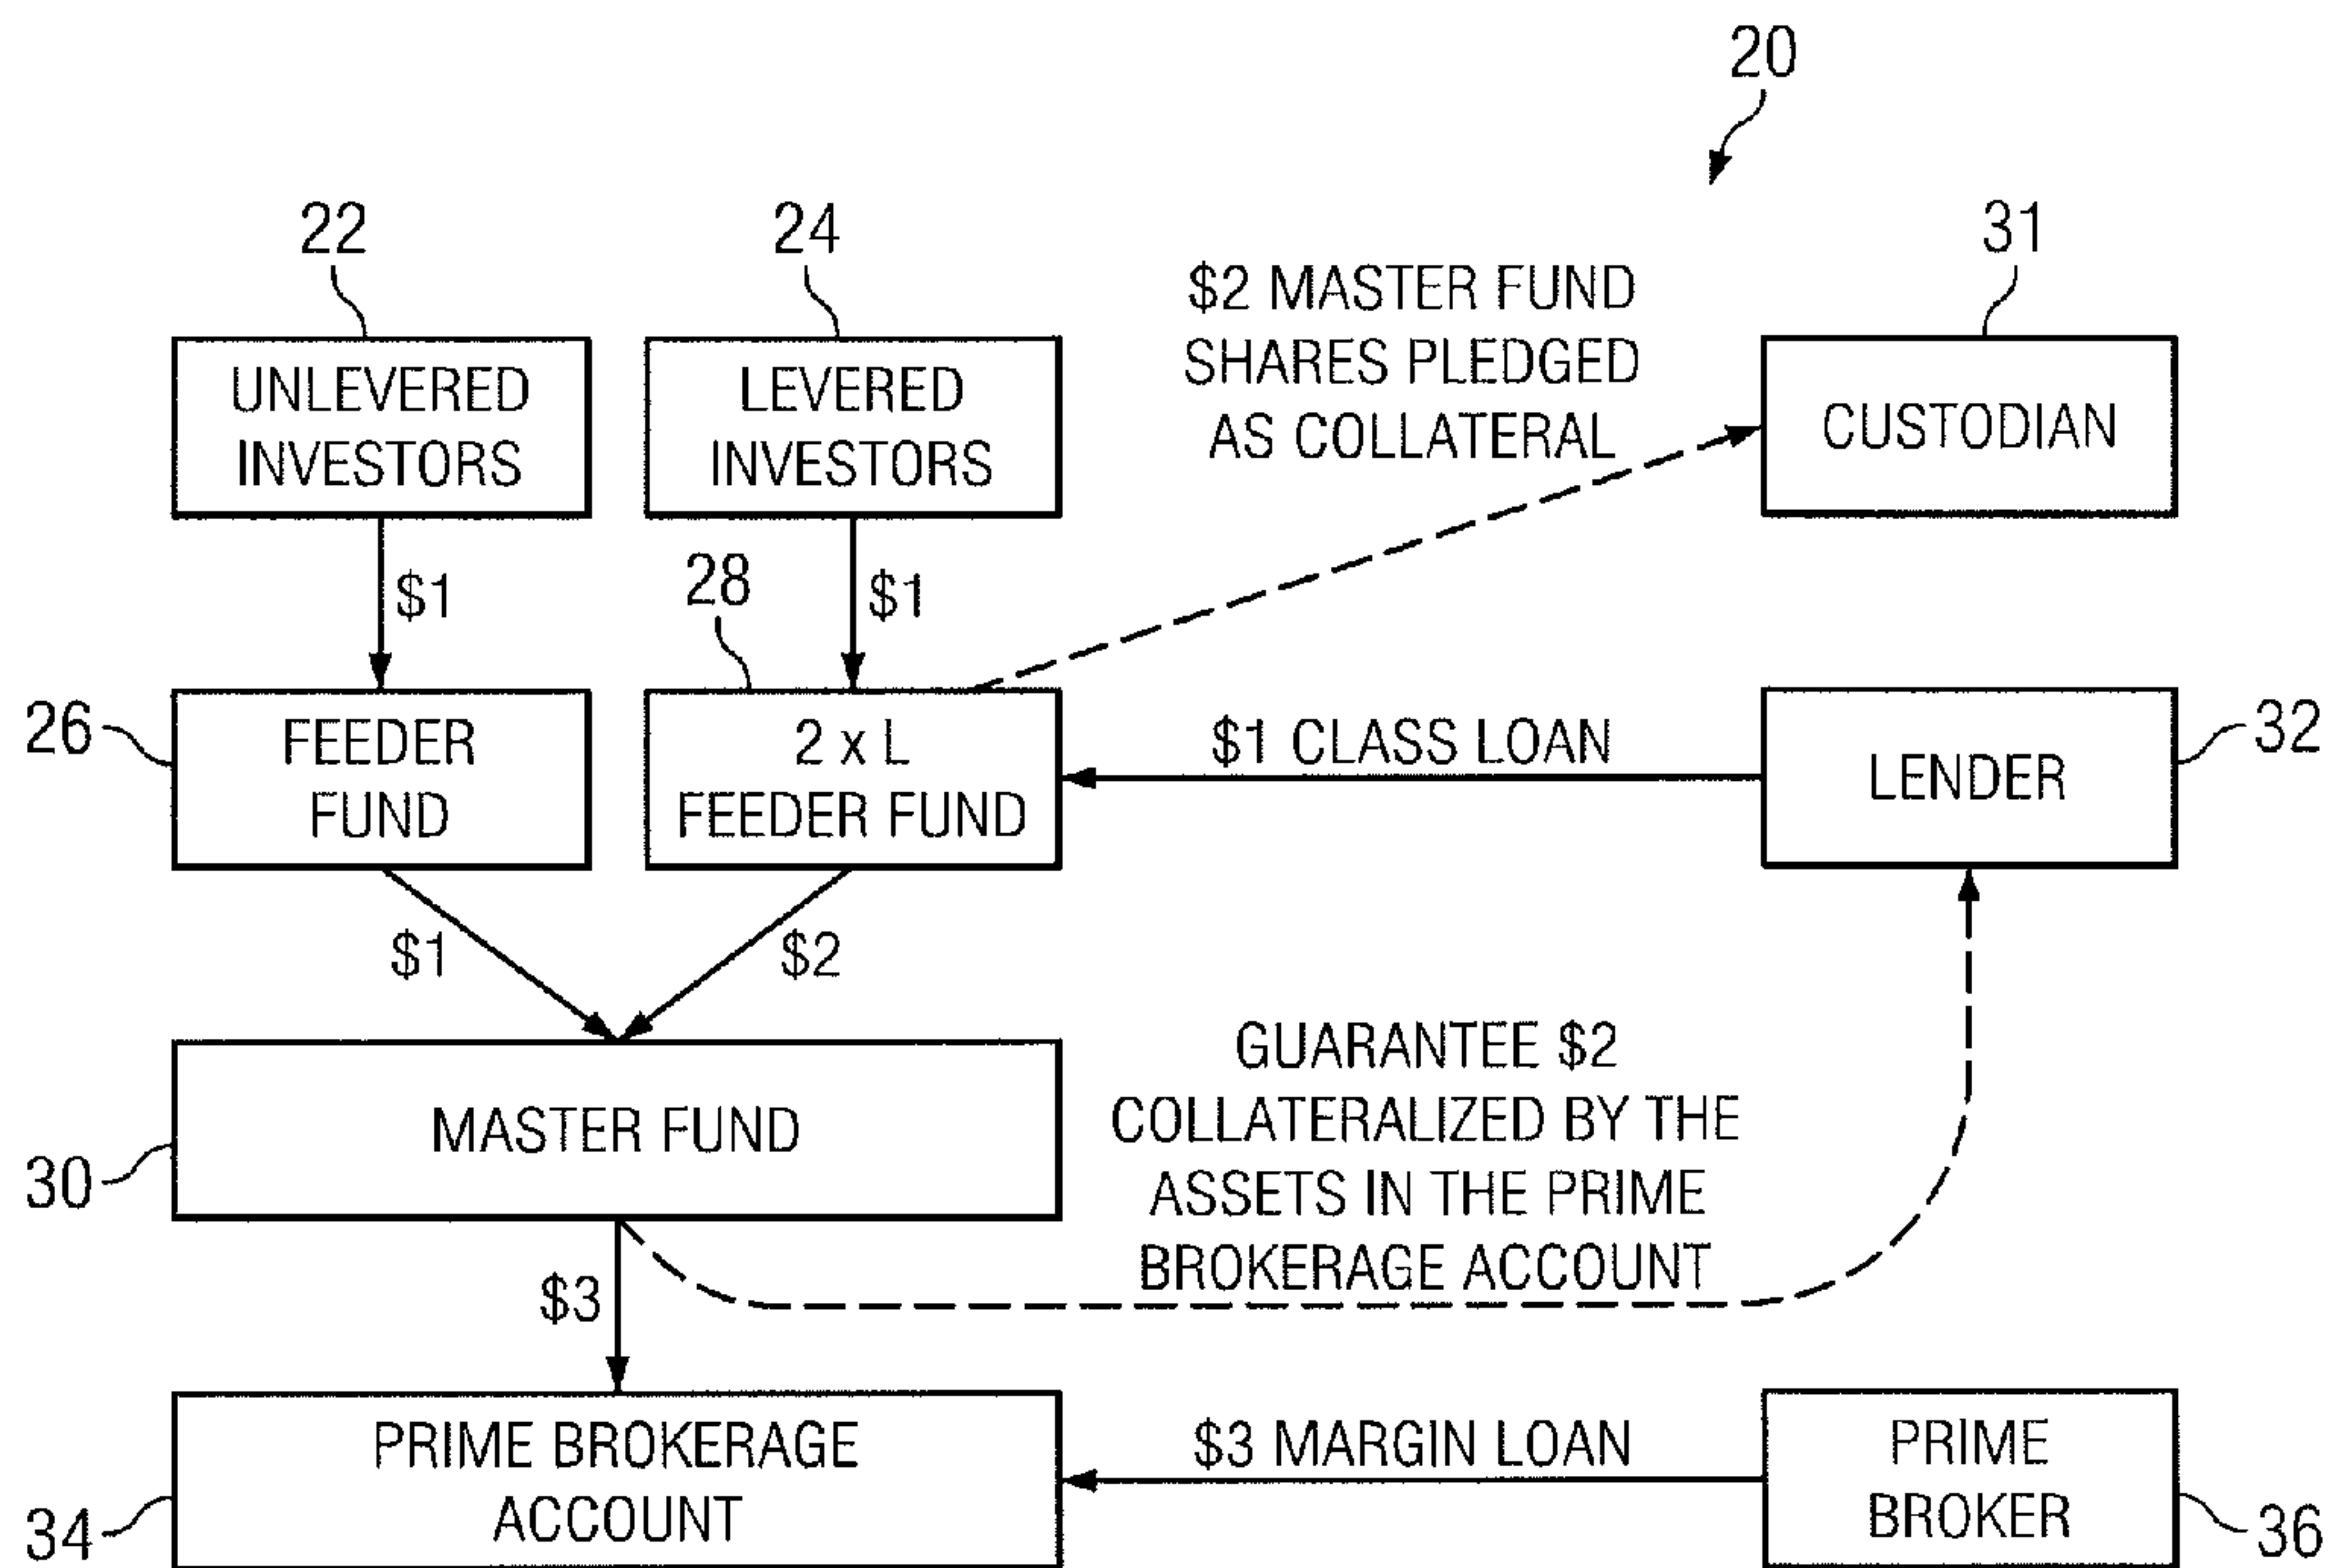 20
22
24
31
$2 MASTER FUND
SHARES PLEDGED
AS COLLATERAL
UNLEVERED
INVESTORS
LEVERED
INVESTORS
CUSTODIAN
$1
$1
28
26
FEEDER
FUND
2 x L
FEEDER FUND
$1 CLASS LOAN
LENDER
32
$1
$2
30
MASTER FUND
GUARANTEE $2
COLLATERALIZED BY THE
ASSETS IN THE PRIME
BROKERAGE ACCOUNT
$3
34
PRIME BROKERAGE
ACCOUNT
$3 MARGIN LOAN
PRIME
BROKER
36